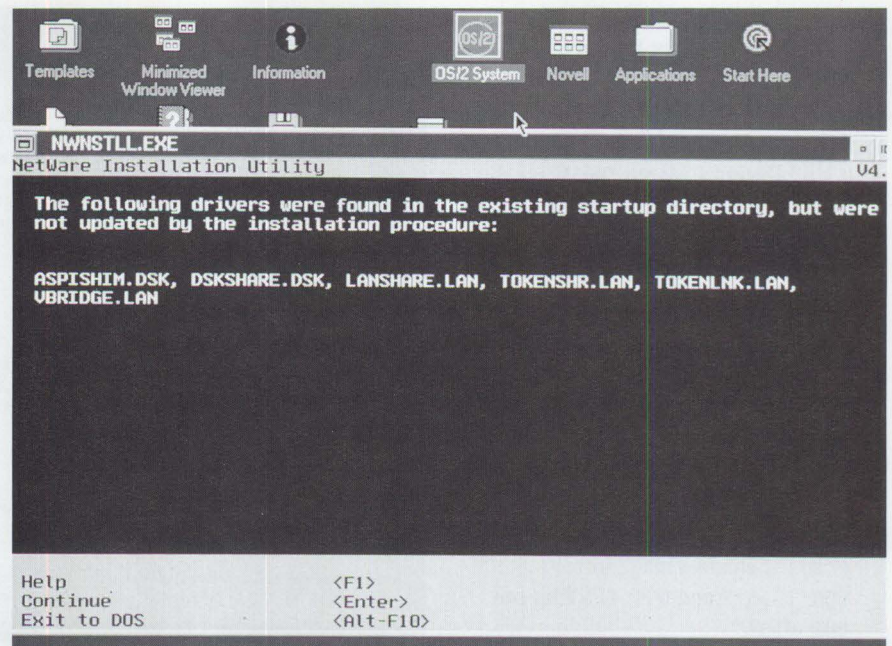 OS/2
Templates
Minimized
Window Viewer
Information
OS/2 System
Novell
Applications
Start Here
NWNSTLL.EXE
NetWare Installation Utility
V4.
The following drivers were found in the existing startup directory, but were
not updated by the installation procedure:
ASPISHIM.DSK, DSKSHARE.DSK, LANSHARE.LAN, TOKENSHR.LAN, TOKENLNK.LAN,
VBRIDGE.LAN
Help <F1>
Continue <Enter>
Exit to DOS <Alt-F10>